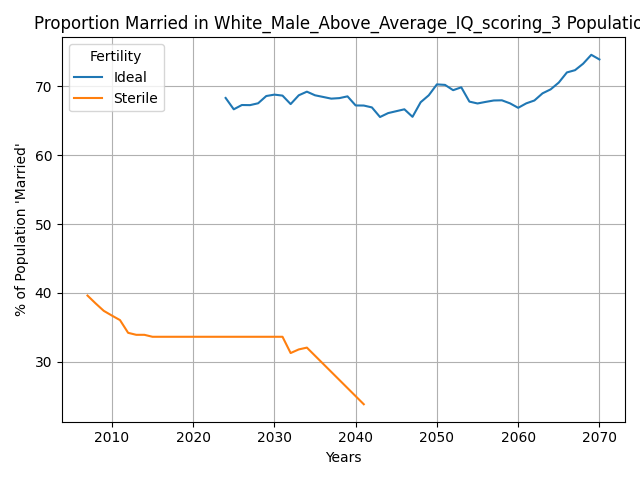 Proportion Married in White_Male_Above_Average_IQ_scoring_3 Populatio
Fertility
Ideal
Sterile
% of Population 'Married'
70
60
50
40
30
2010 2020 2030 2040 2050 2060 2070
Years